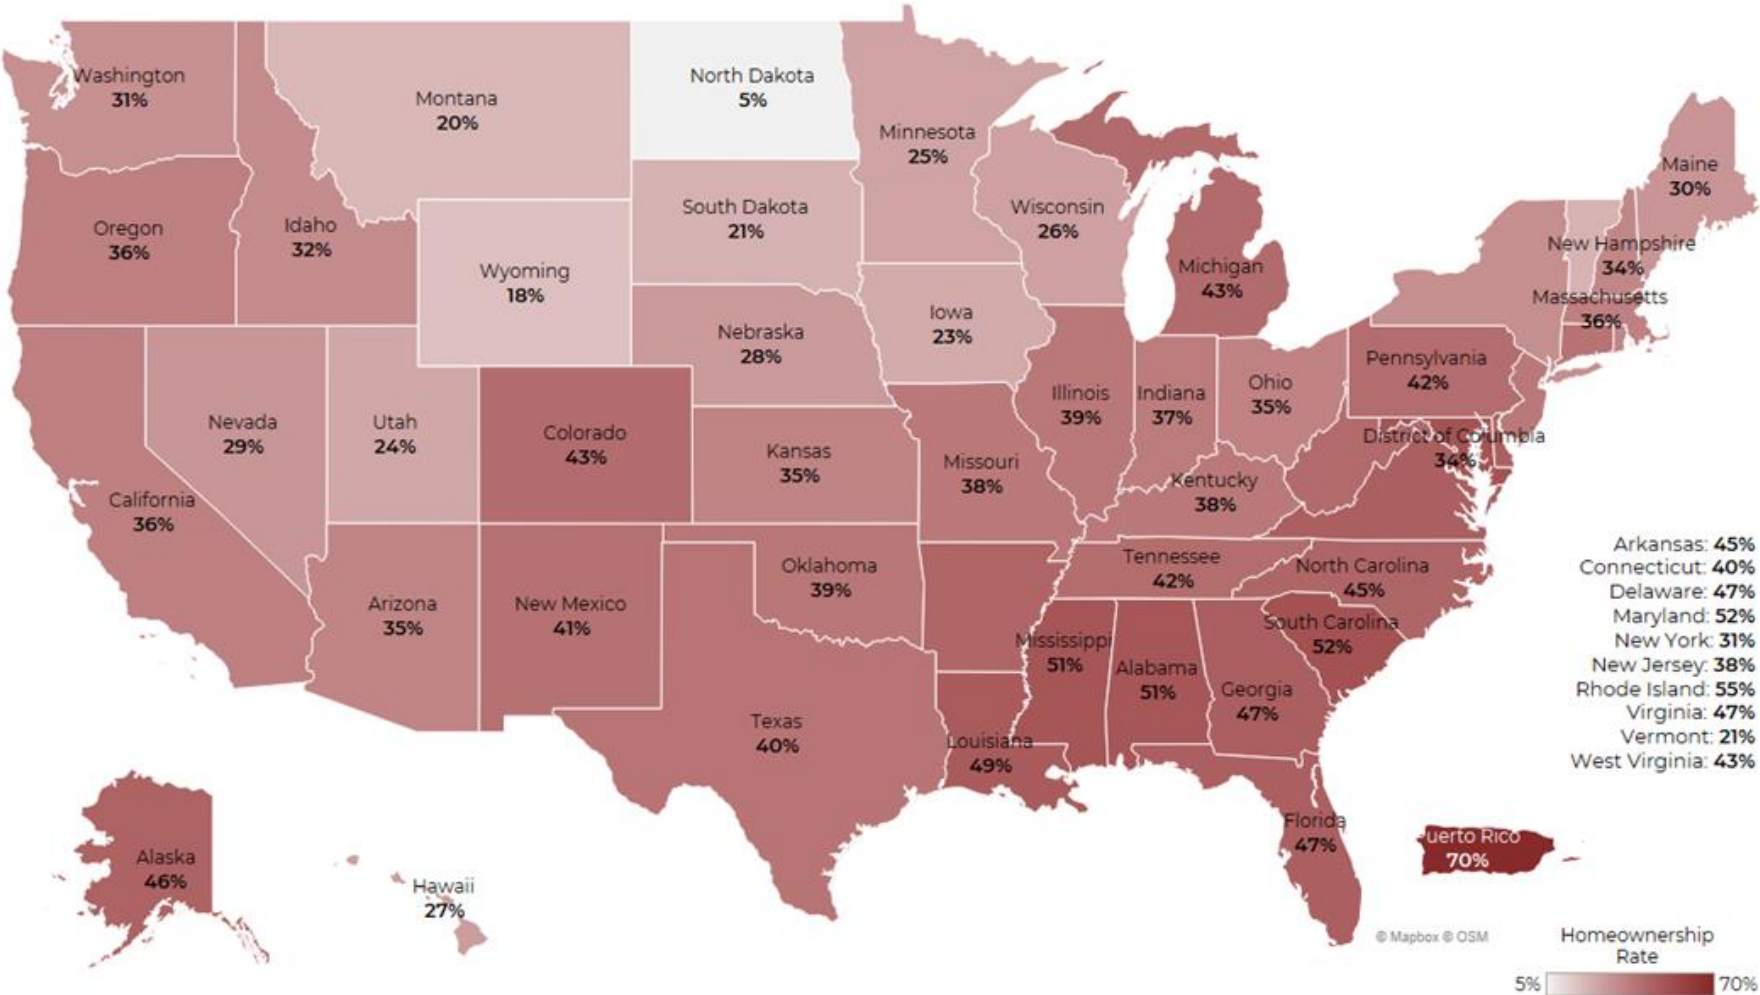 Washington
31%
Montana
20%
North Dakota
5%
Minnesota
25%
Maine
30%
Oregon
36%
Idaho
32%
South Dakota
21%
Wisconsin
26%
New Hampshire
34%
Wyoming
18%
Michigan
43%
Massachusetts
36%
Iowa
23%
Nebraska
28%
Pennsylvania
42%
Illinois
39%
Indiana
37%
Ohio
35%
Nevada
29%
Utah
24%
Colorado
43%
Kansas
35%
Missouri
38%
District of Columbia
34%
Kentucky
38%
California
36%
Arizona
35%
New Mexico
41%
Oklahoma
39%
Tennessee
42%
North Carolina
45%
South Carolina
52%
Mississippi
51%
Alabama
51%
Georgia
47%
Texas
40%
Louisiana
49%
Florida
47%
Arkansas: 45%
Connecticut: 40%
Delaware: 47%
Maryland: 52%
New York: 31%
New Jersey: 38%
Rhode Island: 55%
Virginia: 47%
Vermont: 21%
West Virginia: 43%
Alaska
46%
Hawaii
27%
uerto Rico
70%
© Mapbox © OSM
Homeownership
Rate
5% 70%